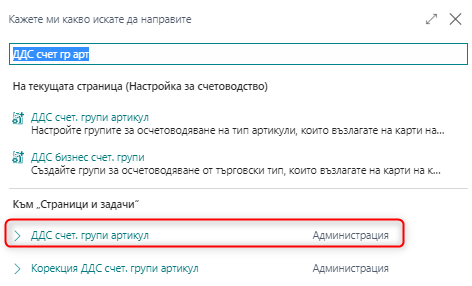 Кажете ми какво искате да направите
ДДС счет гр арт
На текущата страница (Настройка за счетоводство)
ДДС счет. групи артикул
Настройте групите за осчетоводяване на тип артикули, които възлагате на карти на...
ДДС бизнес счет. групи
Създайте групи за осчетоводяване от търговски тип, които възлагате на карти на к...
Към „Страници и задачи“
ДДС счет. групи артикул Администрация
Корекция ДДС счет. групи артикул Администрация